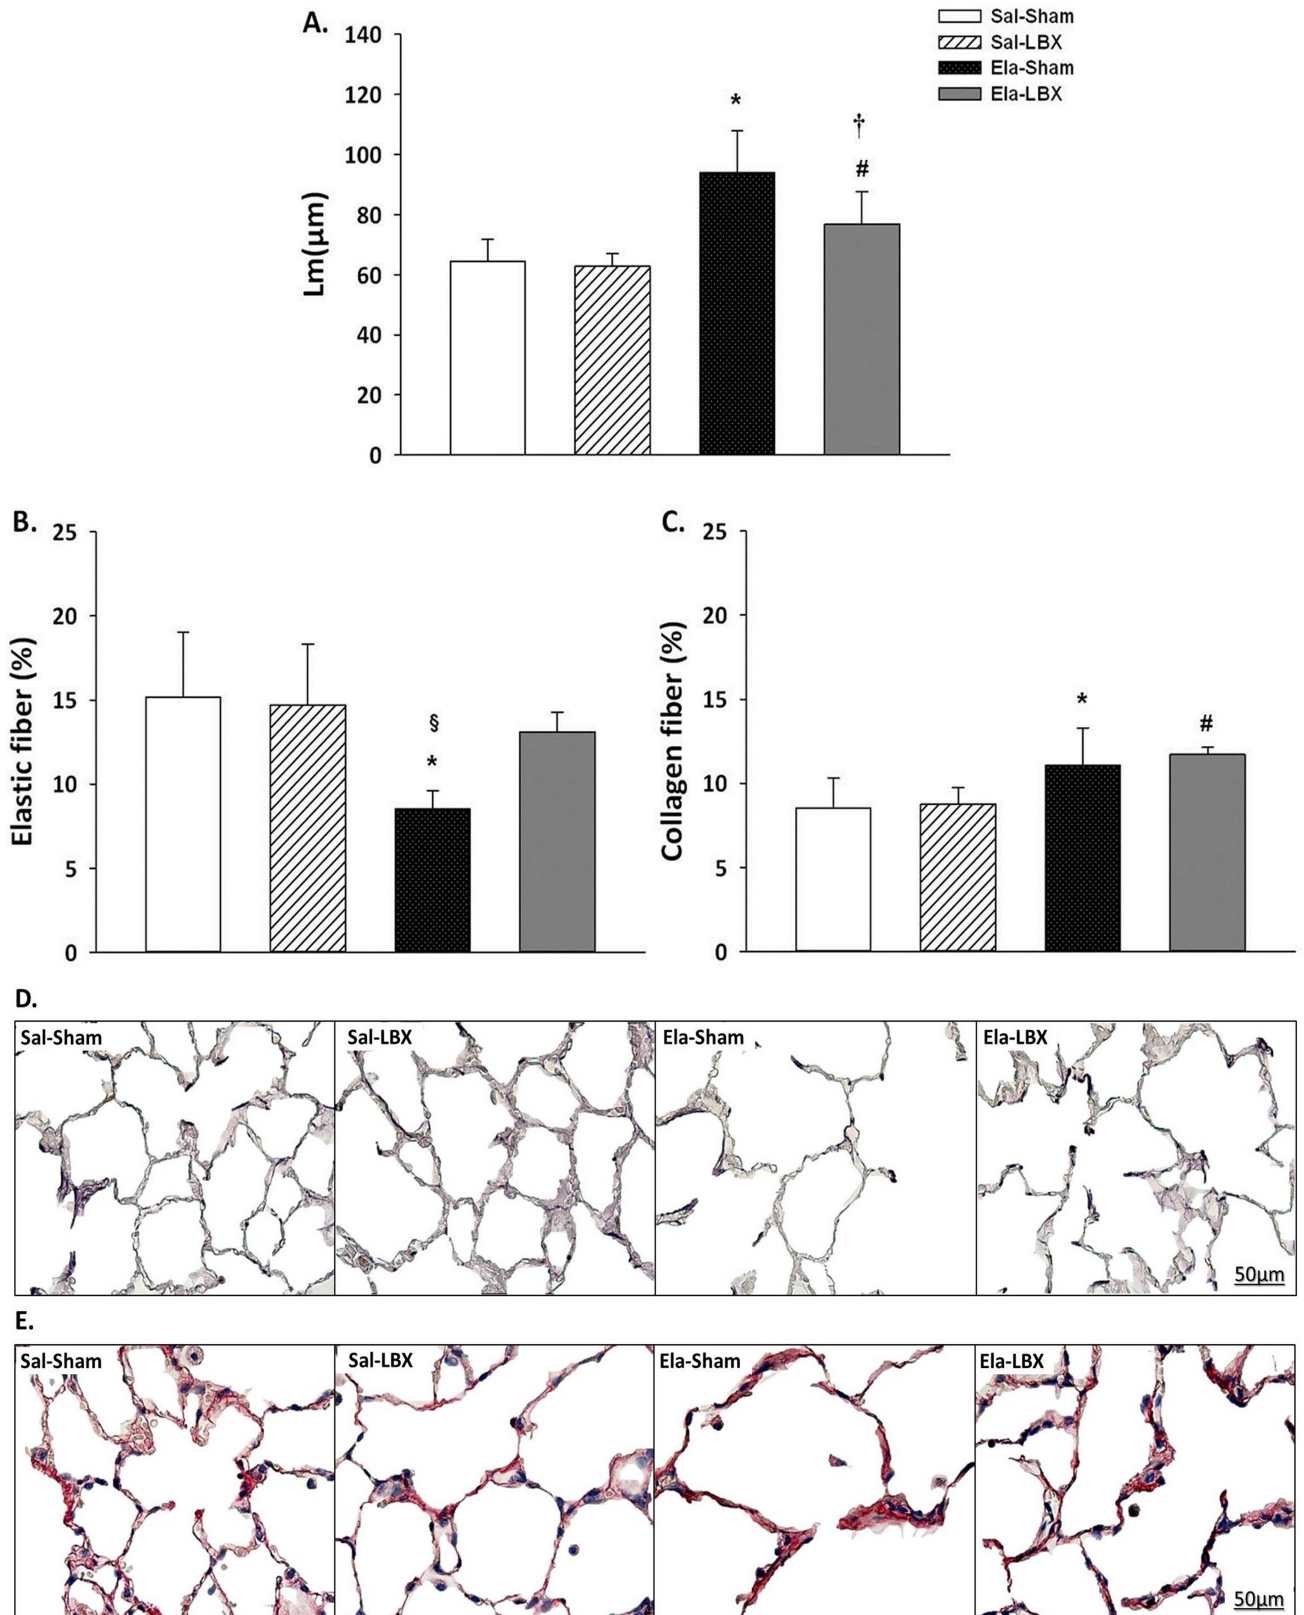 A.
Sal-Sham
Sal-LBX
Ela-Sham
Ela-LBX
140
120
100
80
60
40
20
0
Lm(µm)
*
†
#
B.
25
20
15
10
5
0
Elastic fiber (%)
§
*
C.
25
20
15
10
5
0
Collagen fiber (%)
*
#
D.
Sal-Sham
Sal-LBX
Ela-Sham
Ela-LBX
50µm
E.
Sal-Sham
Sal-LBX
Ela-Sham
Ela-LBX
50µm